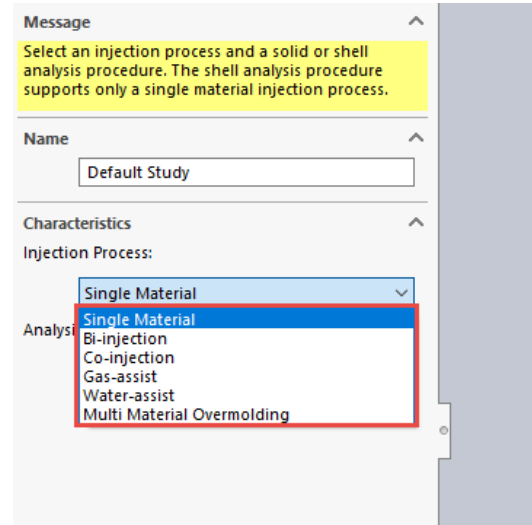 Message
Select an injection process and a solid or shell
analysis procedure. The shell analysis procedure
supports only a single material injection process.
Name
Default Study
Characteristics
Injection Process:
Single Material
Single Material
Bi-injection
Co-injection
Gas-assist
Water-assist
Multi Material Overmolding